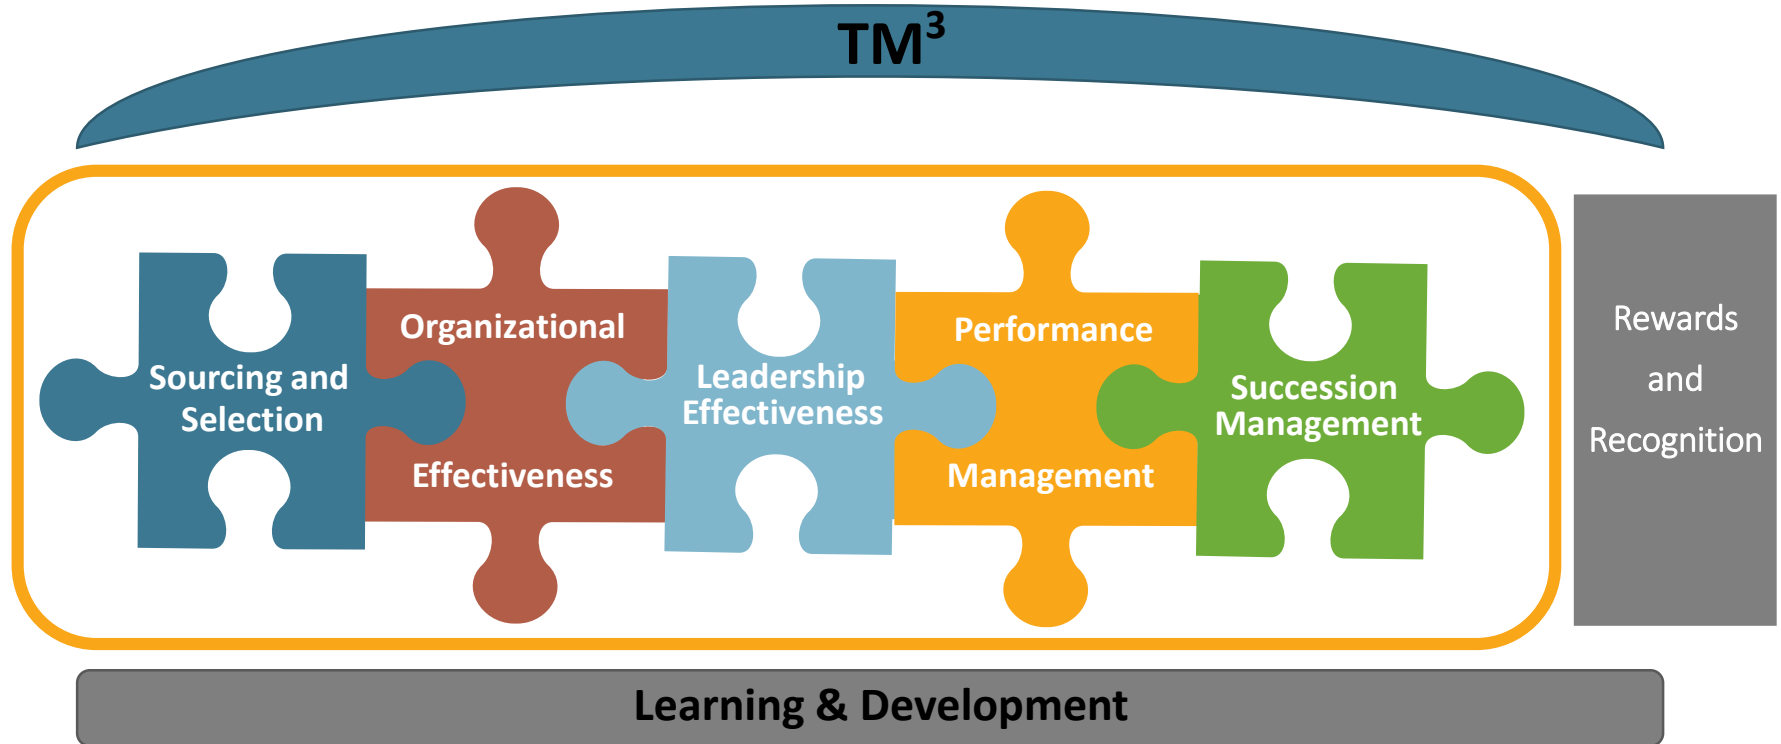 TM³
Sourcing and
Selection
Organizational
Effectiveness
Leadership
Effectiveness
Performance
Management
Succession
Management
Rewards
and
Recognition
Learning & Development